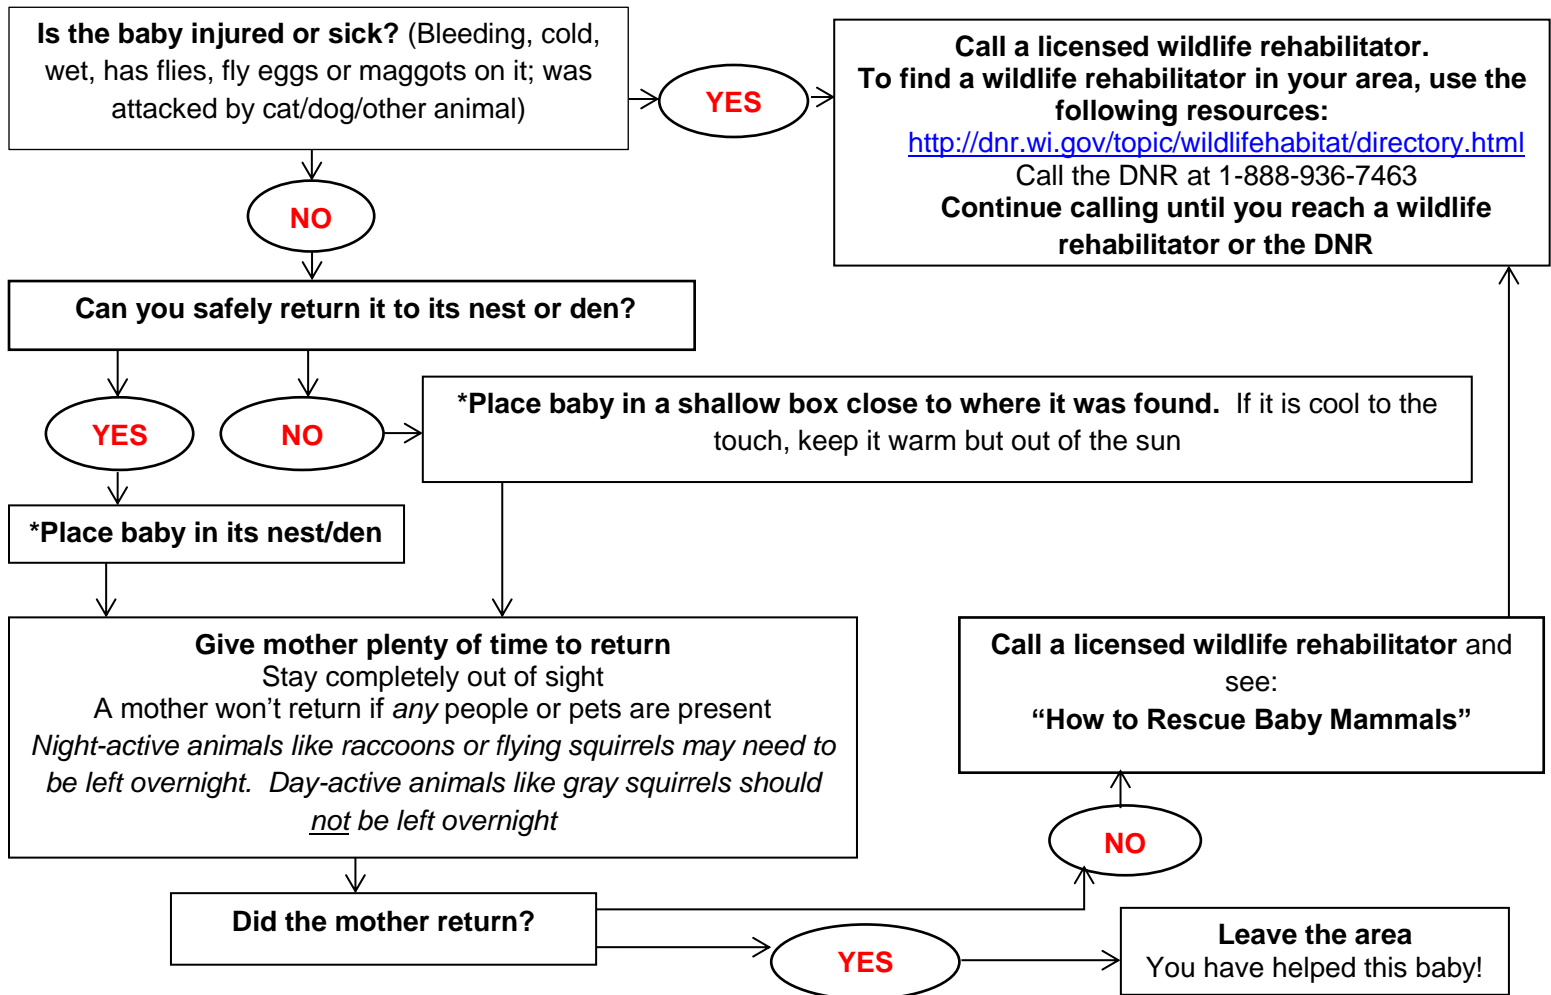 Is the baby injured or sick? (Bleeding, cold,
wet, has flies, fly eggs or maggots on it; was
attacked by cat/dog/other animal)
YES
Call a licensed wildlife rehabilitator.
To find a wildlife rehabilitator in your area, use the
following resources:
http://dnr.wi.gov/topic/wildlifehabitat/directory.html
Call the DNR at 1-888-936-7463
Continue calling until you reach a wildlife
rehabilitator or the DNR
NO
Can you safely return it to its nest or den?
YES
NO
*Place baby in a shallow box close to where it was found. If it is cool to the
touch, keep it warm but out of the sun
*Place baby in its nest/den
Give mother plenty of time to return
Stay completely out of sight
A mother won’t return if any people or pets are present
Night-active animals like raccoons or flying squirrels may need to
be left overnight. Day-active animals like gray squirrels should
not be left overnight
Call a licensed wildlife rehabilitator and
see:
“How to Rescue Baby Mammals”
NO
Did the mother return?
YES
Leave the area
You have helped this baby!